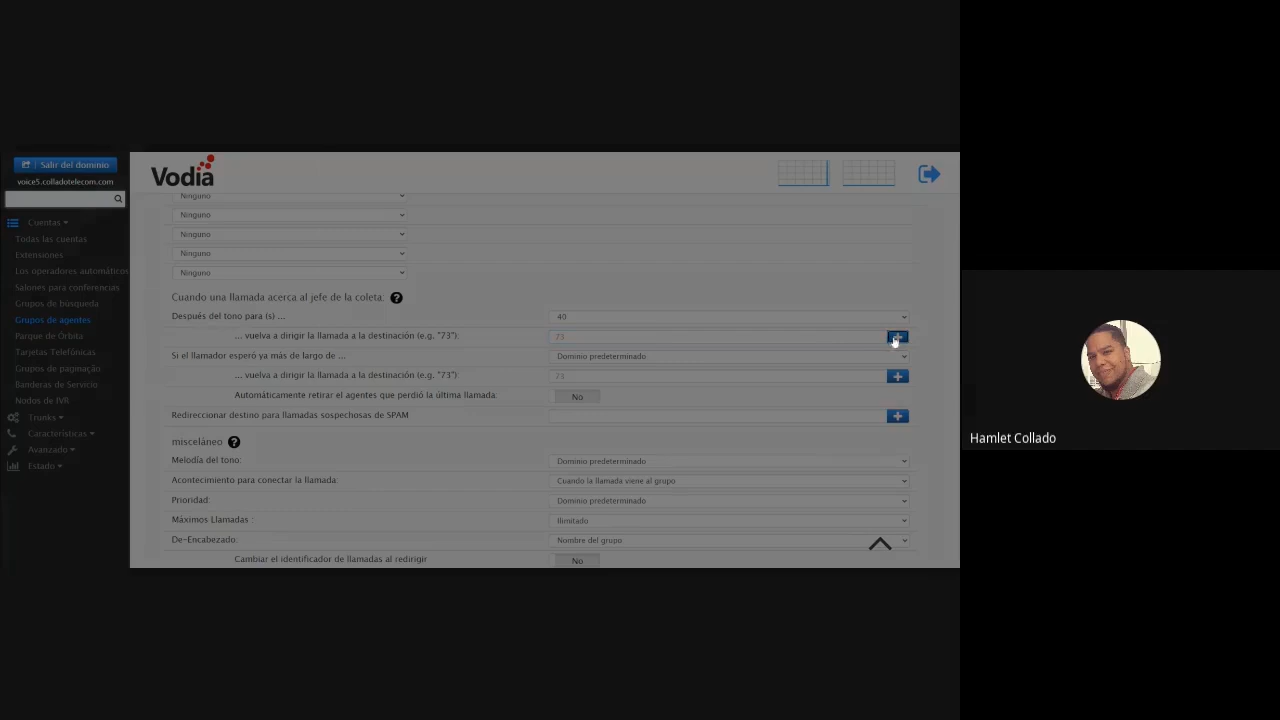 Salir del dominio
voice5.colladotelecom.com
Cuentas
Todas las cuentas
Extensiones
Los operadores automáticos
Salones para conferencias
Grupos de búsqueda
Grupos de agentes
Parque de Órbita
Tarjetas Telefónicas
Grupos de paginação
Banderas de Servicio
Nodos de IVR
Trunks
Características
Avanzado
Estado
Vodia
Ninguno
Ninguno
Ninguno
Ninguno
Ninguno
Cuando una llamada acerca al jefe de la coleta: ?
Después del tono para (s) ... 40
... vuelva a dirigir la llamada a la destinación (e.g. "73"): 73
Si el llamador esperó ya más de largo de ... Dominio predeterminado
... vuelva a dirigir la llamada a la destinación (e.g. "73"): 73
Automáticamente retirar el agentes que perdió la última llamada: No
Redireccionar destino para llamadas sospechosas de SPAM
misceláneo ?
Melodía del tono: Dominio predeterminado
Acontecimiento para conectar la llamada: Cuando la llamada viene al grupo
Prioridad: Dominio predeterminado
Máximos Llamadas : Ilimitado
De-Encabezado: Nombre del grupo
Cambiar el identificador de llamadas al redirigir No
Hamlet Collado